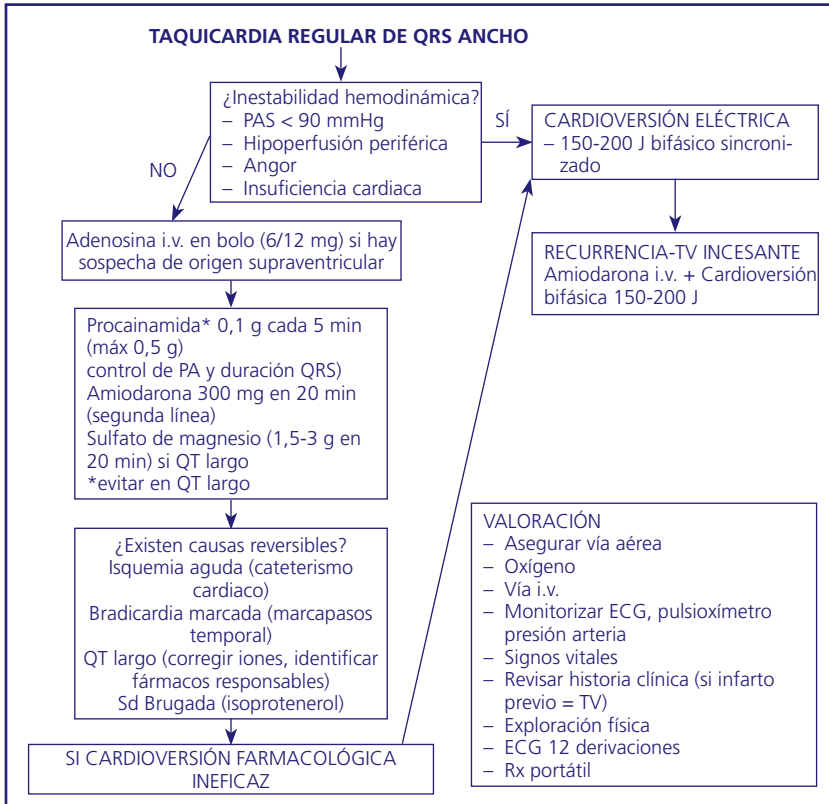 TAQUICARDIA REGULAR DE QRS ANCHO
¿Inestabilidad hemodinámica?
– PAS < 90 mmHg
– Hipoperfusión periférica
– Angor
– Insuficiencia cardiaca
SÍ
CARDIOVERSIÓN ELÉCTRICA
– 150-200 J bifásico sincroni-
zado
NO
RECURRENCIA-TV INCESANTE
Amiodarona i.v. + Cardioversión
bifásica 150-200 J
Adenosina i.v. en bolo (6/12 mg) si hay
sospecha de origen supraventricular
Procainamida* 0,1 g cada 5 min
(máx 0,5 g)
control de PA y duración QRS)
Amiodarona 300 mg en 20 min
(segunda línea)
Sulfato de magnesio (1,5-3 g en
20 min) si QT largo
*evitar en QT largo
¿Existen causas reversibles?
Isquemia aguda (cateterismo
cardiaco)
Bradicardia marcada (marcapasos
temporal)
QT largo (corregir iones, identificar
fármacos responsables)
Sd Brugada (isoprotenerol)
SI CARDIOVERSIÓN FARMACOLÓGICA
INEFICAZ
VALORACIÓN
– Asegurar vía aérea
– Oxígeno
– Vía i.v.
– Monitorizar ECG, pulsioxímetro
presión arteria
– Signos vitales
– Revisar historia clínica (si infarto
previo = TV)
– Exploración física
– ECG 12 derivaciones
– Rx portátil